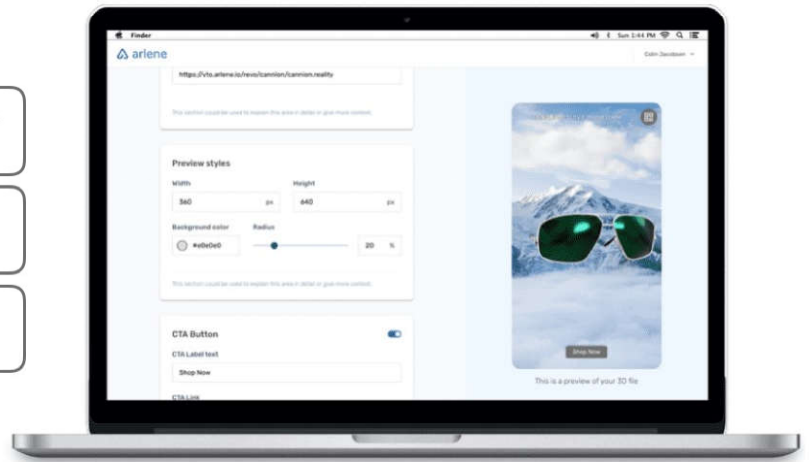 Finder
Sun 1:44 PM
arlene
Colin Davidson
https://vto.arlene.io/revo/cannion/cannion.reality
This section could be used to explain this area in detail or give more context.
Preview styles
Width
Height
360 px
640 px
Background color
Radius
#e0e0e0
20 %
This section could be used to explain this area in detail or give more context.
CTA Button
CTA Label text
Shop Now
CTA Link
Shop Now
This is a preview of your 3D file